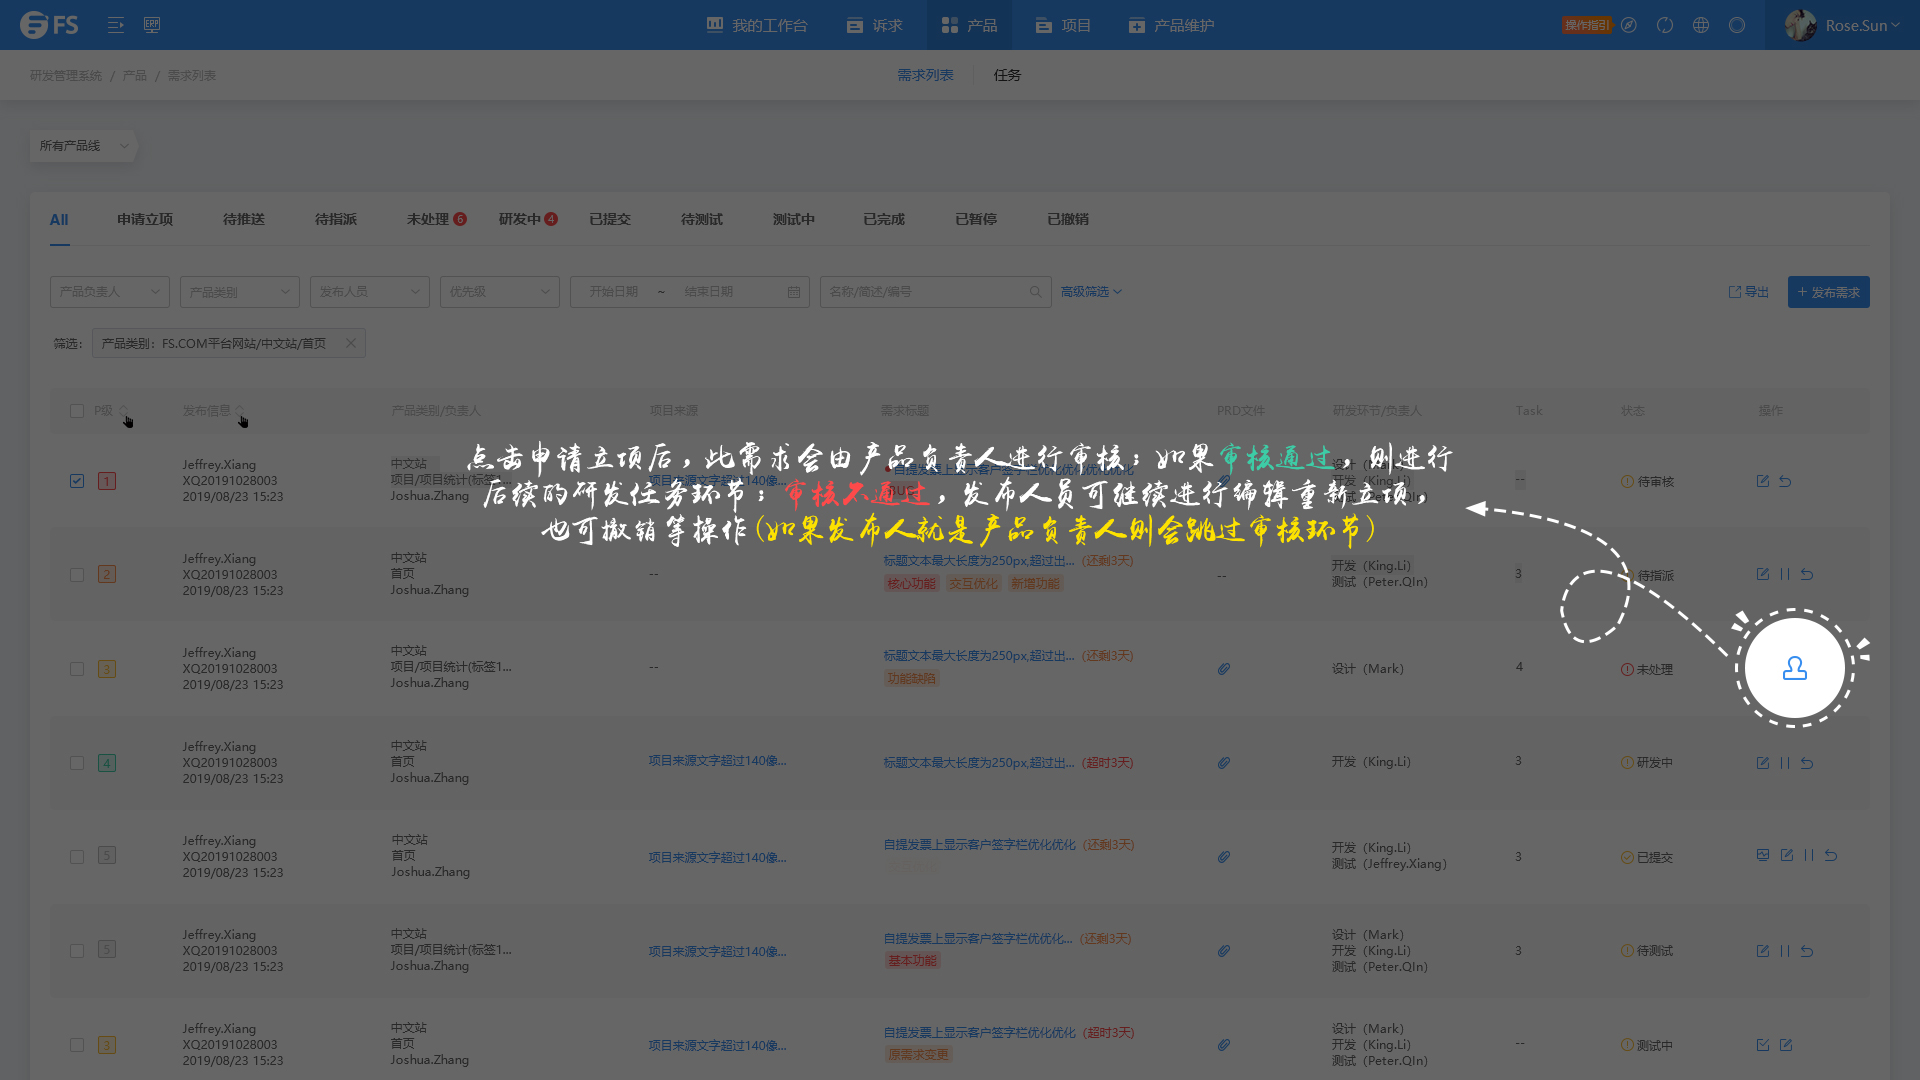 FS
ERP
我的工作台
诉求
产品
项目
产品维护
操作指引
Rose.Sun
研发管理系统 / 产品 / 需求列表
需求列表
任务
所有产品线
All 申请立项 待推送 待指派 未处理 6 研发中 4 已提交 待测试 测试中 已完成 已暂停 已撤销
产品负责人 产品类别 发布人员 优先级 开始日期 ~ 结束日期 名称/简述/编号 高级筛选 导出 + 发布需求
筛选: 产品类别: FS.COM平台网站/中文站/首页
P级 发布信息 产品类别/负责人 项目来源 需求标题 PRD文件 研发环节/负责人 Task 状态 操作
点击申请立项后,此需求会由产品负责人进行审核;如果审核通过,则进行
后续的研发任务环节;审核不通过,发布人员可继续进行编辑重新立项,
也可撤销等操作(如果发布人就是产品负责人则会跳过审核环节)
1
Jeffrey.Xiang
XQ20191028003
2019/08/23 15:23
中文站
项目/项目统计(标签1...
Joshua.Zhang
自提发票上显示客户签字栏优化优化优化优化
开发 (King.Li)
--
待审核
2
Jeffrey.Xiang
XQ20191028003
2019/08/23 15:23
中文站
首页
Joshua.Zhang
--
标题文本最大长度为250px,超过出... (还剩3天)
核心功能 交互优化 新增功能
--
开发 (King.Li)
测试 (Peter.QIn)
3
待指派
3
Jeffrey.Xiang
XQ20191028003
2019/08/23 15:23
中文站
项目/项目统计(标签1...
Joshua.Zhang
--
标题文本最大长度为250px,超过出... (还剩3天)
功能缺陷
设计 (Mark)
4
未处理
4
Jeffrey.Xiang
XQ20191028003
2019/08/23 15:23
中文站
首页
Joshua.Zhang
项目来源文字超过140像...
标题文本最大长度为250px,超过出... (超时3天)
开发 (King.Li)
3
研发中
5
Jeffrey.Xiang
XQ20191028003
2019/08/23 15:23
中文站
首页
Joshua.Zhang
项目来源文字超过140像...
自提发票上显示客户签字栏优化优化 (还剩3天)
开发 (King.Li)
测试 (Jeffrey.Xiang)
3
已提交
5
Jeffrey.Xiang
XQ20191028003
2019/08/23 15:23
中文站
项目/项目统计(标签1...
Joshua.Zhang
项目来源文字超过140像...
自提发票上显示客户签字栏优优化... (还剩3天)
基本功能
设计 (Mark)
开发 (King.Li)
测试 (Peter.QIn)
3
待测试
3
Jeffrey.Xiang
XQ20191028003
2019/08/23 15:23
中文站
首页
Joshua.Zhang
项目来源文字超过140像...
自提发票上显示客户签字栏优化优化 (超时3天)
原需求变更
设计 (Mark)
开发 (King.Li)
测试 (Peter.QIn)
--
测试中